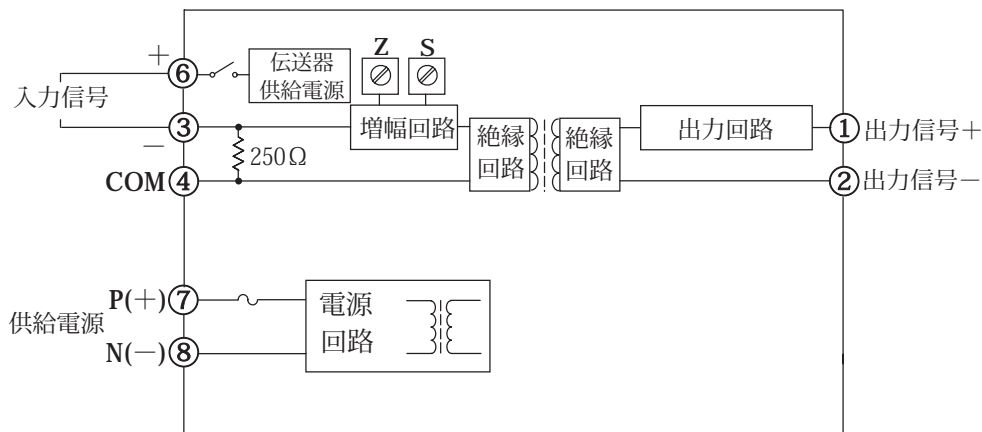 Z
S
+
⑥
伝送器
供給電源
入力信号
③
−
増幅回路
250Ω
COM
④
絶縁
回路
絶縁
回路
出力回路
①
出力信号+
②
出力信号−
供給電源
P(+)
⑦
N(−)
⑧
電源
回路